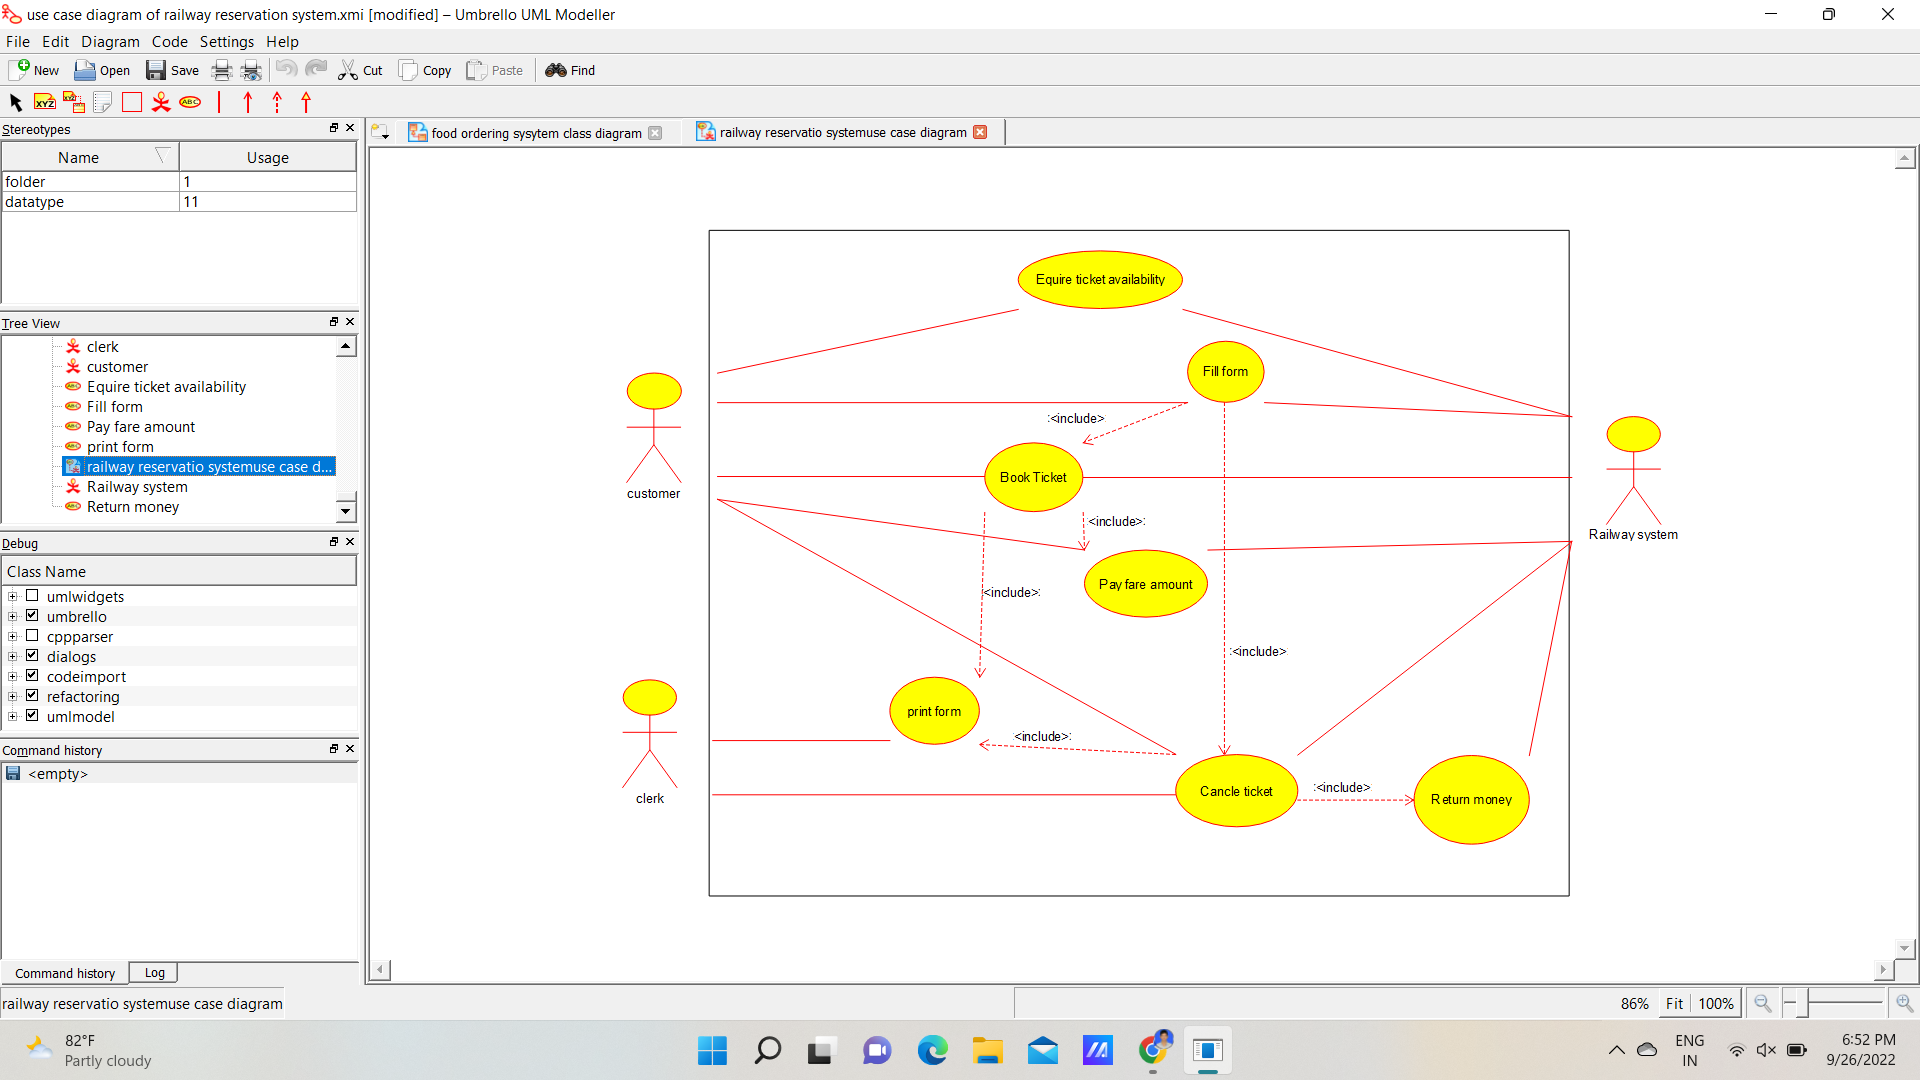 use case diagram of railway reservation system.xmi [modified] – Umbrello UML Modeller
File Edit Diagram Code Settings Help
New Open Save Cut Copy Paste Find
XYZ XYZ ABC
Stereotypes
Name Usage
folder 1
datatype 11
Tree View
clerk
customer
Equire ticket availability
Fill form
Pay fare amount
print form
railway reservatio systemuse case d...
Railway system
Return money
Debug
Class Name
umlwidgets
umbrello
cppparser
dialogs
codeimport
refactoring
umlmodel
Command history
<empty>
Command history Log
food ordering sysytem class diagram
railway reservatio systemuse case diagram
Equire ticket availability
Fill form
:<include>
Book Ticket
customer
<include>:
Railway system
Pay fare amount
<include>:
:<include>
print form
<include>:
Cancle ticket
:<include>
Return money
clerk
railway reservatio systemuse case diagram
86% Fit 100%
82°F
Partly cloudy
ENG
IN
6:52 PM
9/26/2022